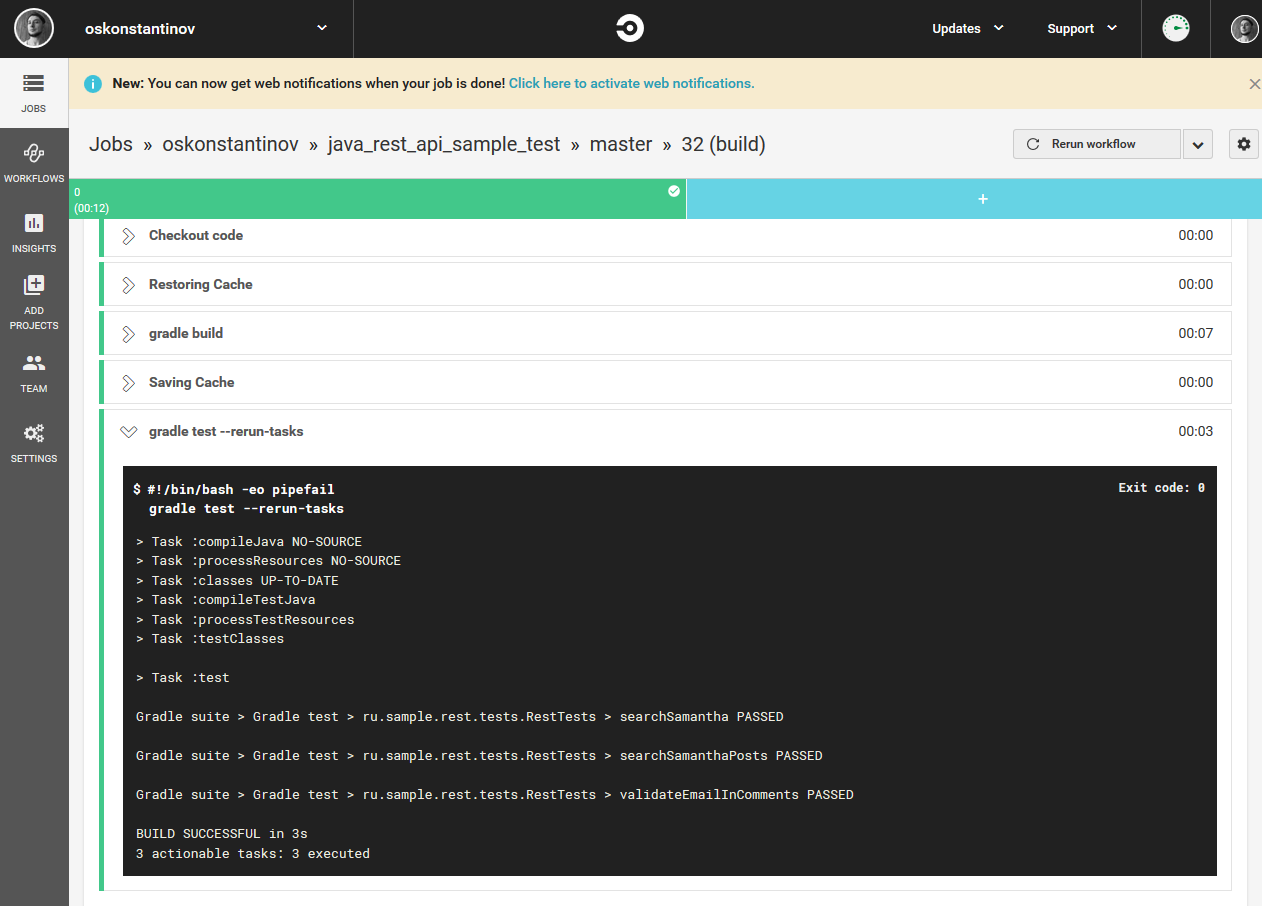 oskonstantinov
Updates
Support
JOBS
WORKFLOWS
INSIGHTS
ADD
PROJECTS
TEAM
SETTINGS
New: You can now get web notifications when your job is done! Click here to activate web notifications.
Jobs » oskonstantinov » java_rest_api_sample_test » master » 32 (build)
Rerun workflow
0
(00:12)
+
Checkout code 00:00
Restoring Cache 00:00
gradle build 00:07
Saving Cache 00:00
gradle test --rerun-tasks 00:03
$ #!/bin/bash -eo pipefail
Exit code: 0
gradle test --rerun-tasks
> Task :compileJava NO-SOURCE
> Task :processResources NO-SOURCE
> Task :classes UP-TO-DATE
> Task :compileTestJava
> Task :processTestResources
> Task :testClasses
> Task :test
Gradle suite > Gradle test > ru.sample.rest.tests.RestTests > searchSamantha PASSED
Gradle suite > Gradle test > ru.sample.rest.tests.RestTests > searchSamanthaPosts PASSED
Gradle suite > Gradle test > ru.sample.rest.tests.RestTests > validateEmailInComments PASSED
BUILD SUCCESSFUL in 3s
3 actionable tasks: 3 executed